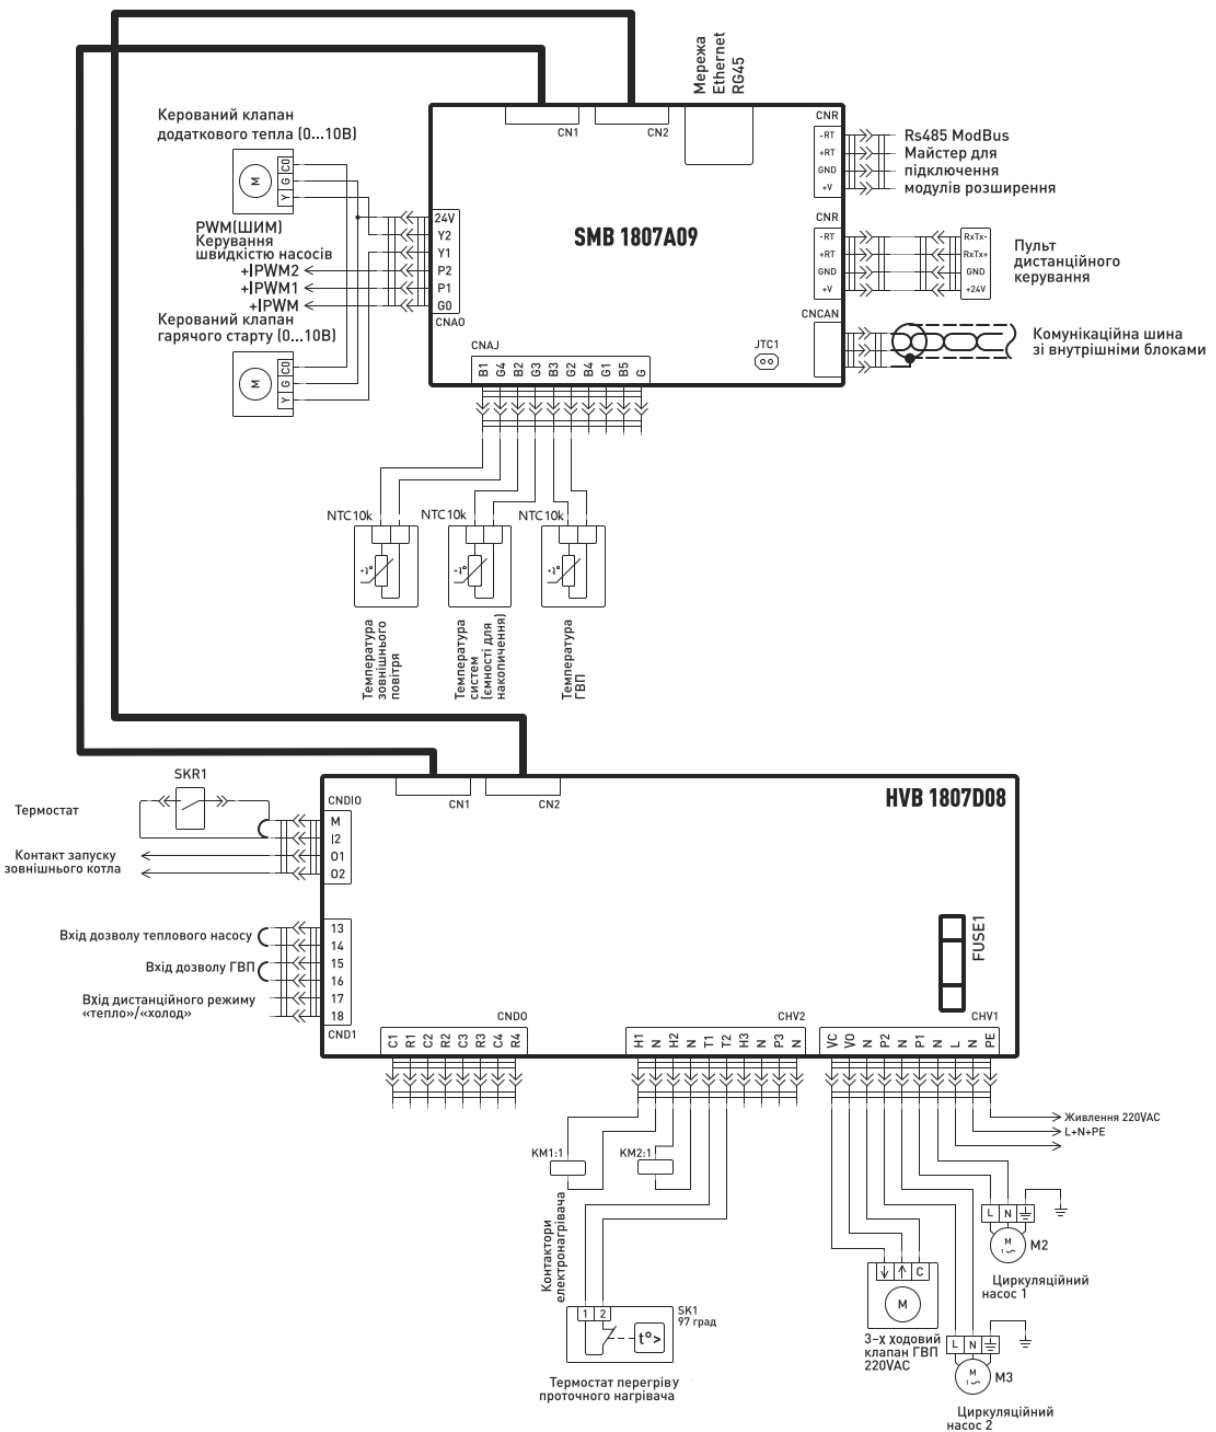 Мережа
Ethernet
RG45
Керований клапан
додаткового тепла (0...10В)
M
C0
G
Y
PWM(ШИМ)
Керування
швидкістю насосів
+IPWM2
+IPWM1
+IPWM
Керований клапан
гарячого старту (0...10В)
M
C0
G
Y
CN1
CN2
SMB 1807A09
24V
Y2
Y1
P2
P1
G0
CNAO
CNAJ
B1
G4
B2
G3
B3
G2
B4
G1
B5
G
JTC1
CNR
-RT
+RT
GND
+V
Rs485 ModBus
Майстер для
підключення
модулів розширення
CNR
-RT
+RT
GND
+V
RxTx-
RxTx+
GND
+24V
Пульт
дистанційного
керування
CNCAN
Комунікаційна шина
зі внутрішніми блоками
NTC10k
NTC10k
NTC10k
Температура
зовнішнього
повітря
Температура
систем
(ємності для
накопичення)
Температура
ГВП
SKR1
Термостат
Контакт запуску
зовнішнього котла
CNDIO
M
I2
O1
O2
CN1
CN2
HVB 1807D08
Вхід дозволу теплового насосу
Вхід дозволу ГВП
Вхід дистанційного режиму
«тепло»/«холод»
13
14
15
16
17
18
CND1
FUSE1
CNDO
C1
R1
C2
R2
C3
R3
C4
R4
CHV2
H1
N
H2
N
T1
T2
H3
N
P3
N
CHV1
VC
VO
N
P2
N
P1
N
L
N
PE
Живлення 220VAC
L+N+PE
KM1:1
KM2:1
Контактори
електронагрівача
1
2
t°>
SK1
97 град
Термостат перегріву
проточного нагрівача
C
M
3-х ходовий
клапан ГВП
220VAC
L
N
M
1~
M2
Циркуляційний
насос 1
L
N
M
1~
M3
Циркуляційний
насос 2